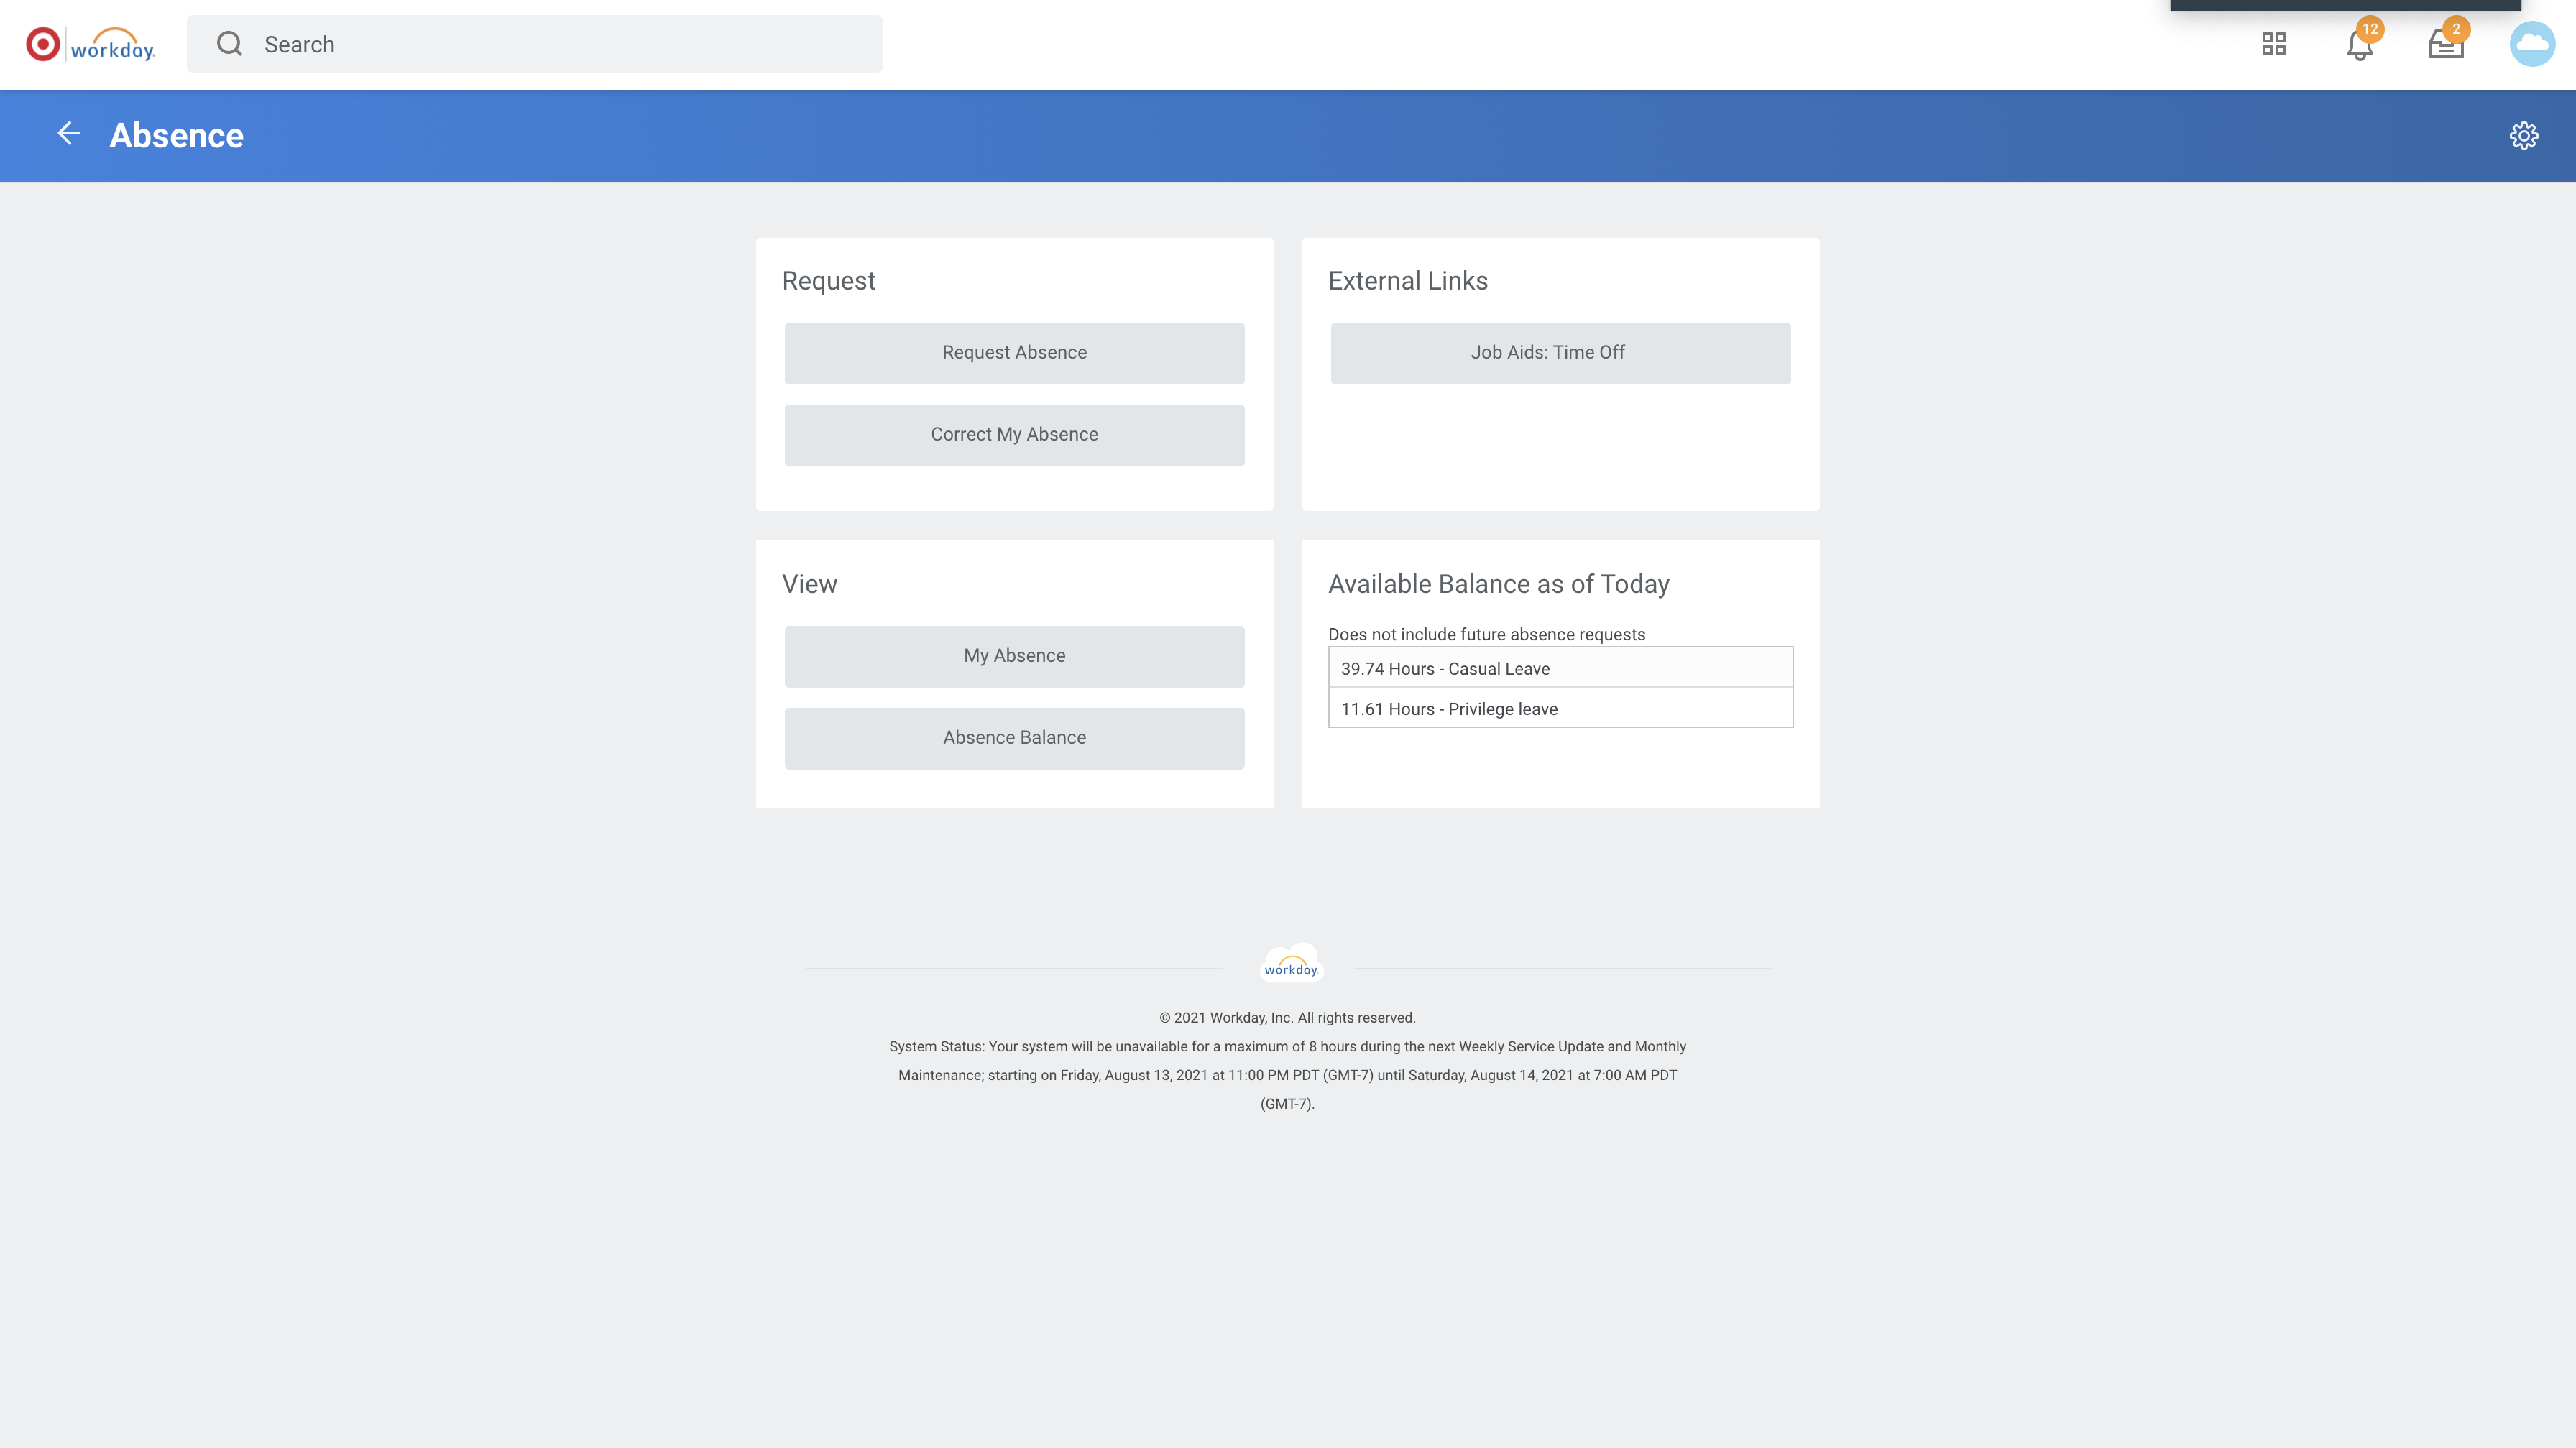 workday.
Search
12
2
Absence
Request
Request Absence
Correct My Absence
External Links
Job Aids: Time Off
View
My Absence
Absence Balance
Available Balance as of Today
Does not include future absence requests
39.74 Hours - Casual Leave
11.61 Hours - Privilege leave
workday.
© 2021 Workday, Inc. All rights reserved.
System Status: Your system will be unavailable for a maximum of 8 hours during the next Weekly Service Update and Monthly
Maintenance; starting on Friday, August 13, 2021 at 11:00 PM PDT (GMT-7) until Saturday, August 14, 2021 at 7:00 AM PDT
(GMT-7).